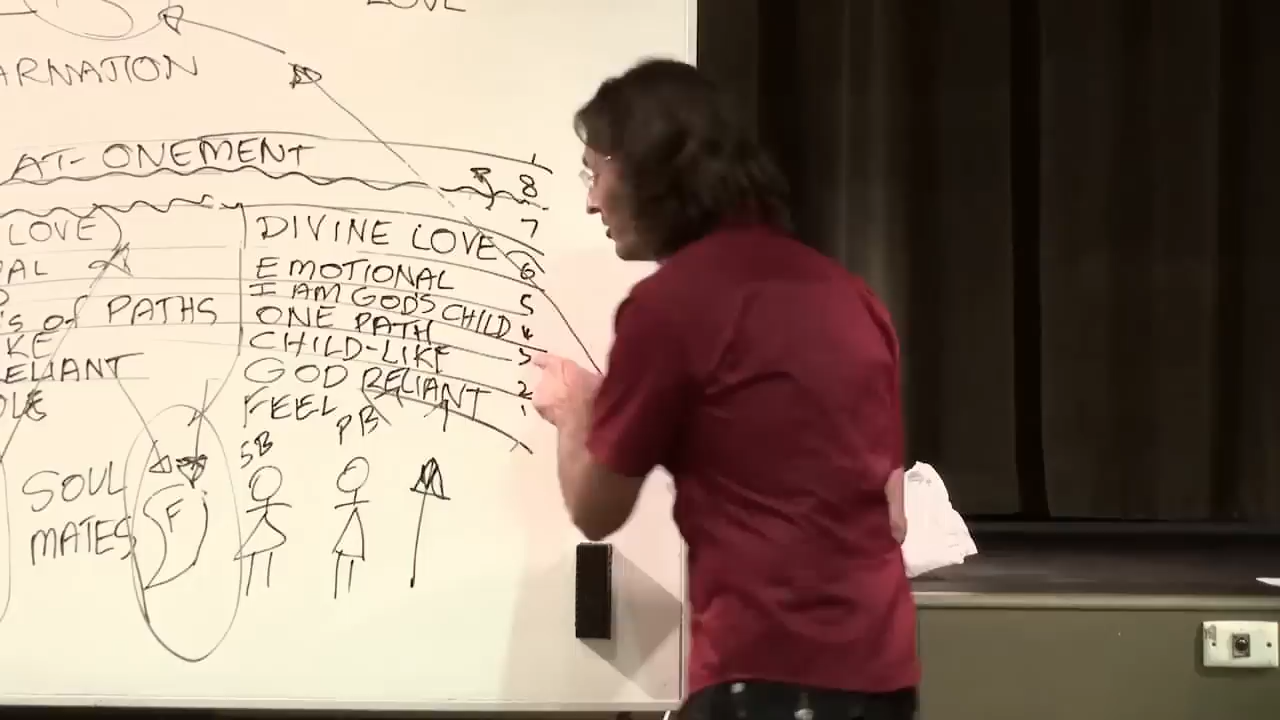 LOVE
ARNATION
AT-ONEMENT
8
7
LOVE) DIVINE LOVE
6
AL EMOTIONAL
5
I AM GOD'S CHILD
4
'S of PATHS ONE PATH
KE CHILD-LIKE 3
ELIANT GOD RELIANT 2
FEEL 1
SB PB
SOUL
MATES F